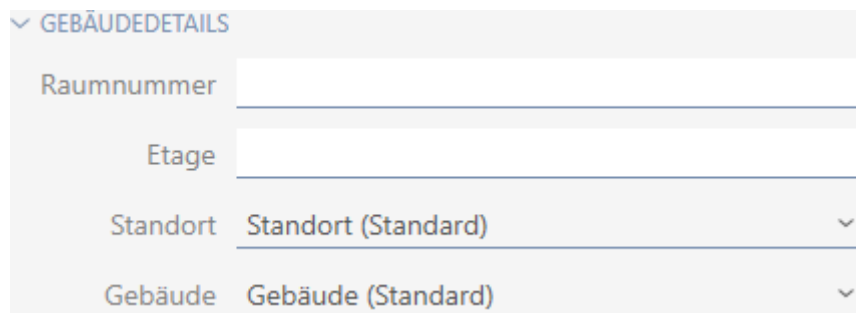 GEBÄUDEDETAILS
Raumnummer
Etage
Standort Standort (Standard)
Gebäude Gebäude (Standard)